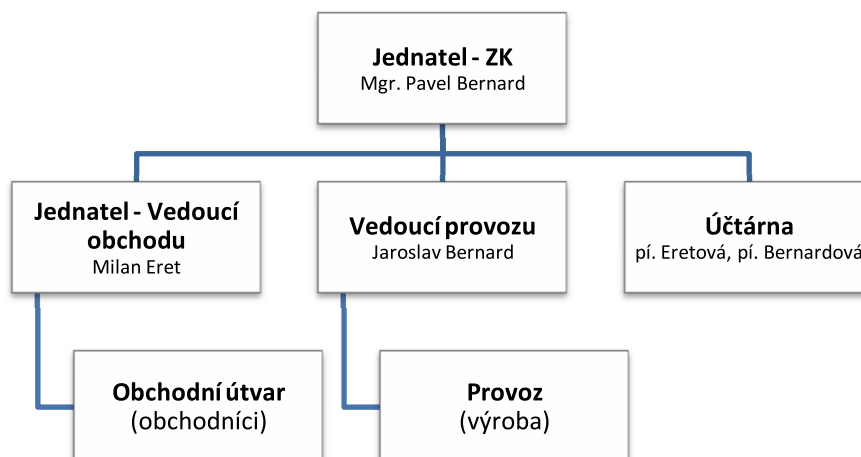 Jednatel - ZK
Mgr. Pavel Bernard
Jednatel - Vedoucí
obchodu
Milan Eret
Vedoucí provozu
Jaroslav Bernard
Účtárna
pí. Eretová, pí. Bernardová
Obchodní útvar
(obchodníci)
Provoz
(výroba)